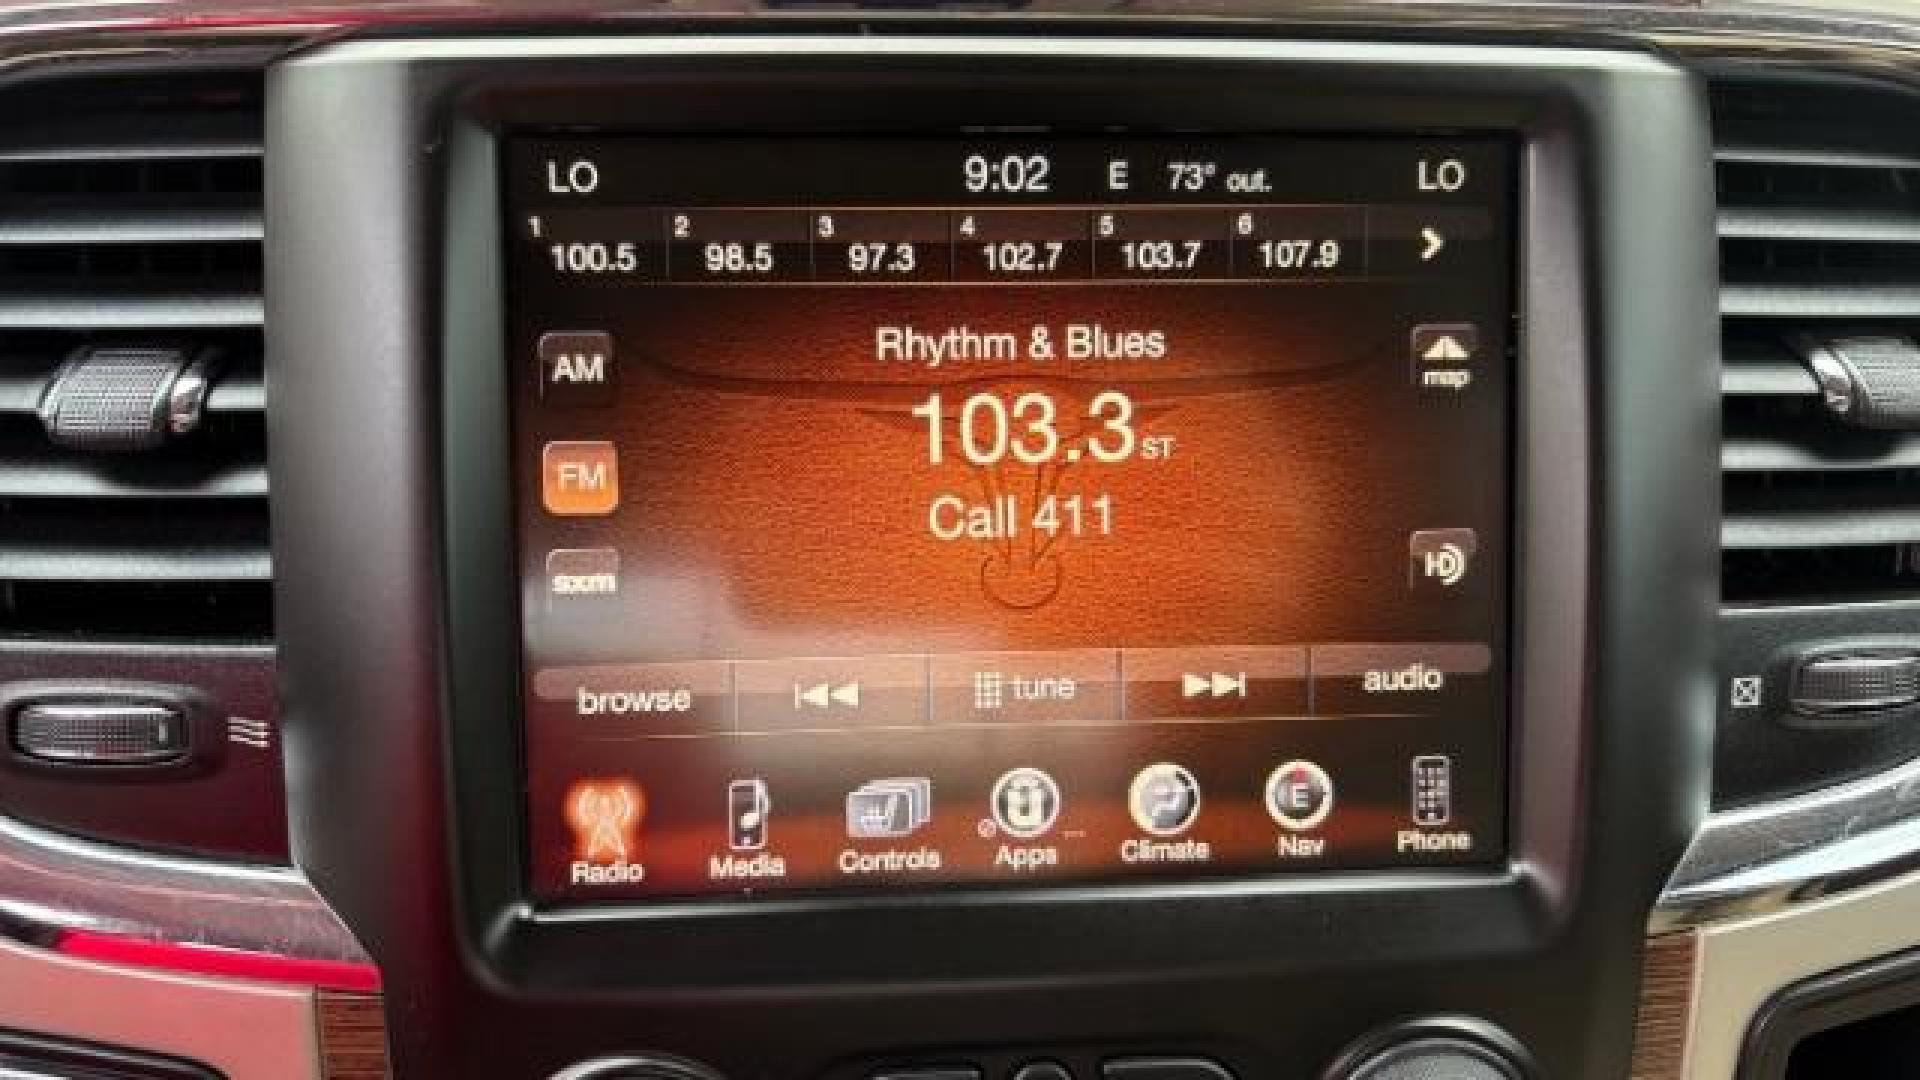 LO 9:02 E 73° out. LO
1 100.5 2 98.5 3 97.3 4 102.7 5 103.7 6 107.9
Rhythm & Blues
AM
map
103.3 ST
FM
Call 411
HD
sxm
browse tune audio
Radio Media Controls Apps ... Climate Nav Phone
E